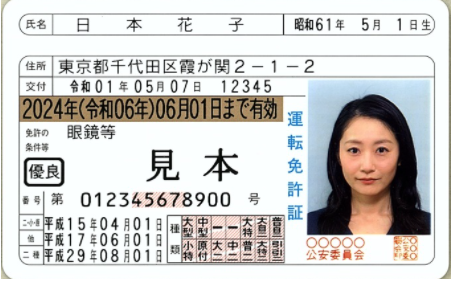 氏名 日本花子 昭和61年5月1日生
住所 東京都千代田区霞が関2-1-2
交付 令和01年05月07日 12345
2024年(令和06年)06月01日まで有効
免許の条件等 眼鏡等
見本
優良
番号 第 012345678900 号
二・小・原 平成15年04月01日
他 平成17年06月01日
二種 平成29年08月01日
種類
大型 中型 大特 大自二 普自二
小特 原付 大二 中二 普二 大特二 引引二
運転免許証
○○○○○
公安委員会